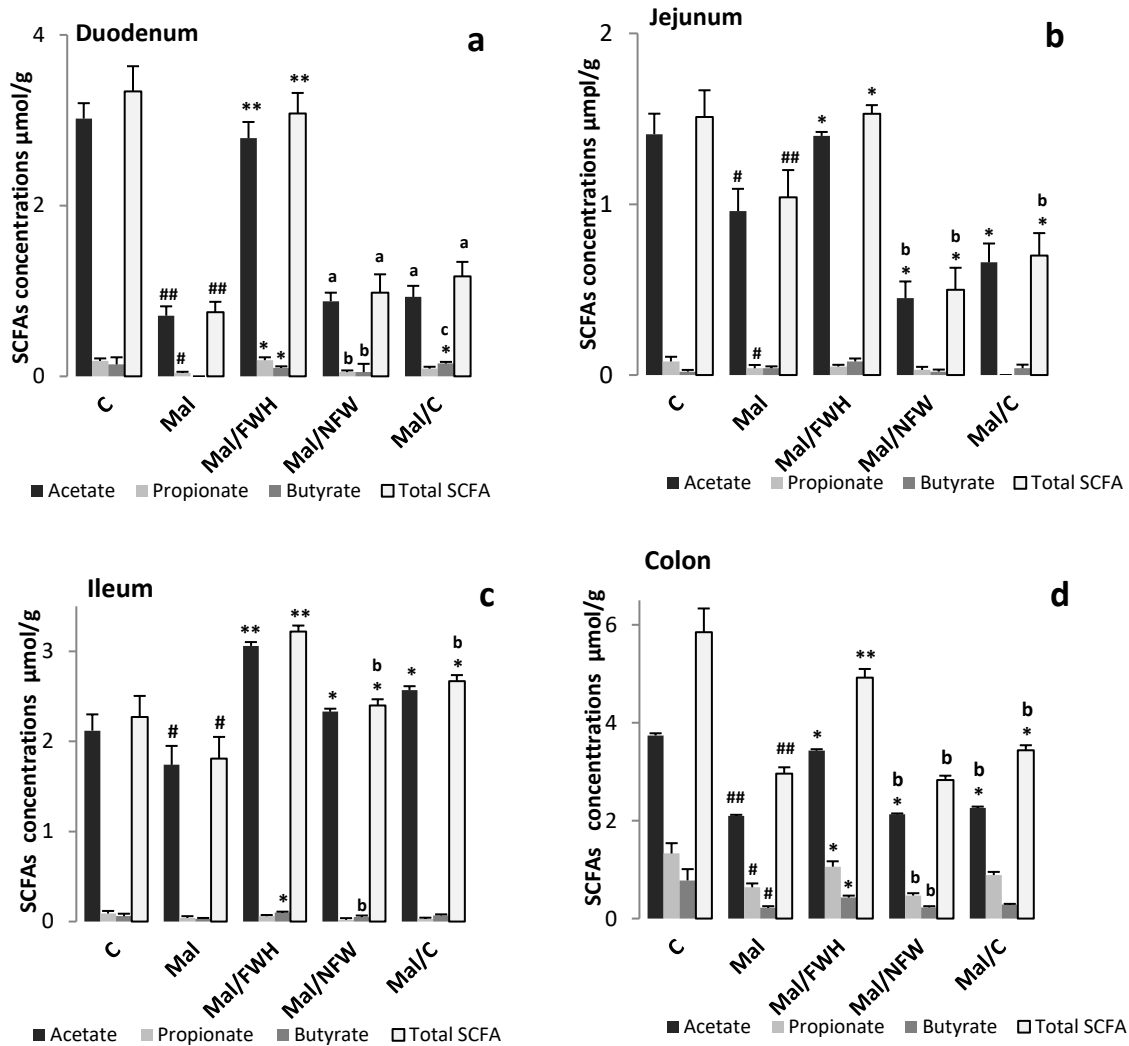 Duodenum
a
SCFAs concentrations µmol/g
4
2
0
##
#
##
**
*
*
**
a
b
b
a
a
c
*
a
C
Mal
Mal/FWH
Mal/NFW
Mal/C
Acetate Propionate Butyrate Total SCFA
Jejunum
b
SCFAs concentrations µmpl/g
2
1
0
#
#
##
*
*
b
*
b
*
*
b
*
C
Mal
Mal/FWH
Mal/NFW
Mal/C
Acetate Propionate Butyrate Total SCFA
Ileum
c
SCFAs concentrations µmol/g
3
2
1
0
#
#
**
*
**
*
b
b
*
*
b
*
C
Mal
Mal/FWH
Mal/NFW
Mal/C
Acetate Propionate Butyrate Total SCFA
Colon
d
SCFAs concenttrations µmol/g
6
4
2
0
##
#
#
##
*
*
*
**
b
*
b
b
b
b
*
b
*
C
Mal
Mal/FWH
Mal/NFW
Mal/C
Acetate Propionate Butyrate Total SCFA